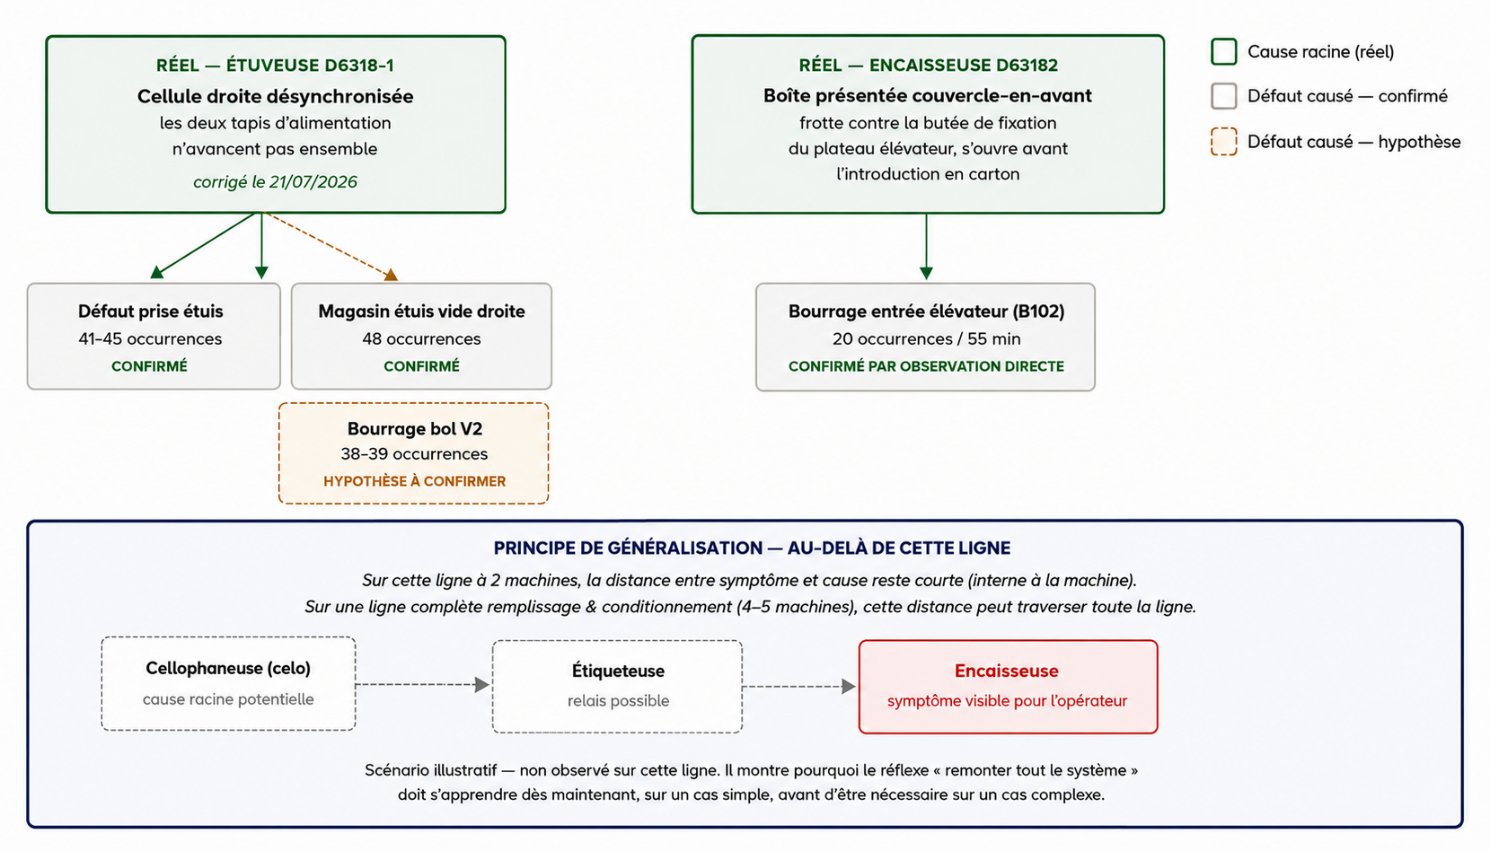 RÉEL — ÉTUVEUSE D6318-1
Cellule droite désynchronisée
les deux tapis d'alimentation
n'avancent pas ensemble
corrigé le 21/07/2026
RÉEL — ENCAISSEUSE D63182
Boîte présentée couvercle-en-avant
frotte contre la butée de fixation
du plateau élévateur, s'ouvre avant
l'introduction en carton
Cause racine (réel)
Défaut causé — confirmé
Défaut causé — hypothèse
Défaut prise étuis
41-45 occurrences
CONFIRMÉ
Magasin étuis vide droite
48 occurrences
CONFIRMÉ
Bourrage entrée élévateur (B102)
20 occurrences / 55 min
CONFIRMÉ PAR OBSERVATION DIRECTE
Bourrage bol V2
38-39 occurrences
HYPOTHÈSE À CONFIRMER
PRINCIPE DE GÉNÉRALISATION — AU-DELÀ DE CETTE LIGNE
Sur cette ligne à 2 machines, la distance entre symptôme et cause reste courte (interne à la machine).
Sur une ligne complète remplissage & conditionnement (4-5 machines), cette distance peut traverser toute la ligne.
Cellophaneuse (celo)
cause racine potentielle
Étiqueteuse
relais possible
Encaisseuse
symptôme visible pour l'opérateur
Scénario illustratif — non observé sur cette ligne. Il montre pourquoi le réflexe « remonter tout le système »
doit s'apprendre dès maintenant, sur un cas simple, avant d'être nécessaire sur un cas complexe.